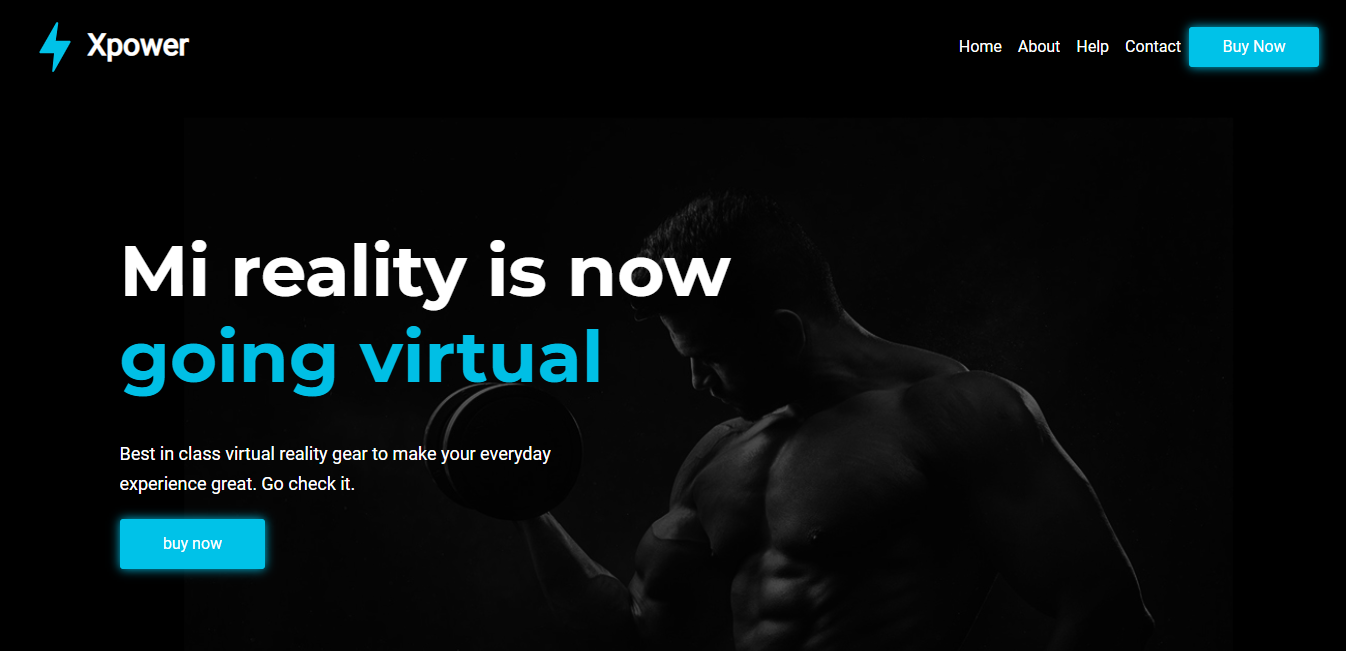 Xpower
Home About Help Contact Buy Now
Mi reality is now
going virtual
Best in class virtual reality gear to make your everyday
experience great. Go check it.
buy now